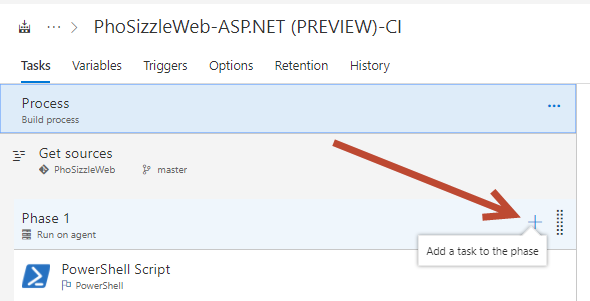 ... > PhoSizzleWeb-ASP.NET (PREVIEW)-CI
Tasks Variables Triggers Options Retention History
Process
...
Build process
Get sources
PhoSizzleWeb master
Phase 1
Run on agent
Add a task to the phase
PowerShell Script
PowerShell